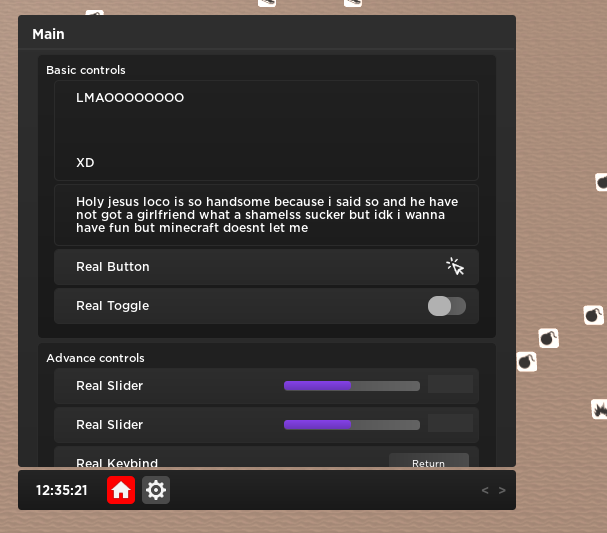 Main
Basic controls
LMAOOOOOOOO
XD
Holy jesus loco is so handsome because i said so and he have
not got a girlfriend what a shamelss sucker but idk i wanna
have fun but minecraft doesnt let me
Real Button
Real Toggle
Advance controls
Real Slider
Real Slider
Real Keybind
Return
12:35:21
< >